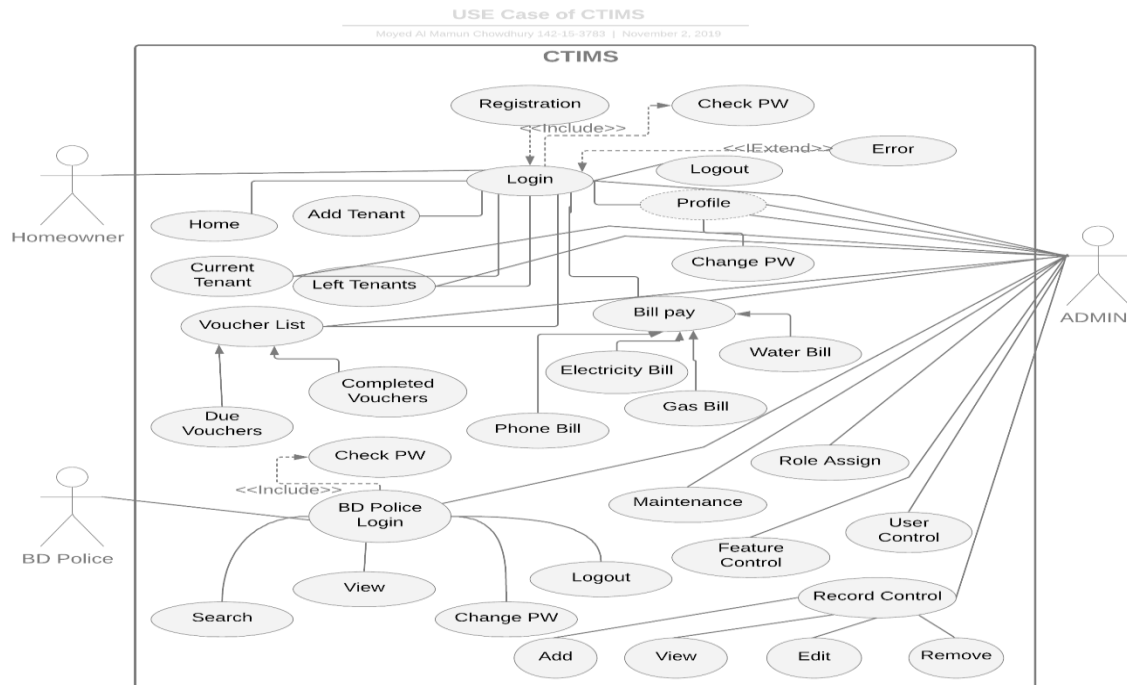 USE Case of CTIMS
Moyed Al Mamun Chowdhury 142-15-3783 | November 2, 2019
CTIMS
Registration
Check PW
<<Include>>
<<IExtend>>
Error
Login
Logout
Homeowner
Home
Add Tenant
Profile
Current
Tenant
Left Tenants
Change PW
ADMIN
Voucher List
Bill pay
Water Bill
Electricity Bill
Completed
Vouchers
Gas Bill
Due
Vouchers
Phone Bill
Check PW
Role Assign
<<Include>>
BD Police
Login
Maintenance
User
Control
BD Police
Feature
Control
View
Logout
Record Control
Search
Change PW
Add
View
Edit
Remove